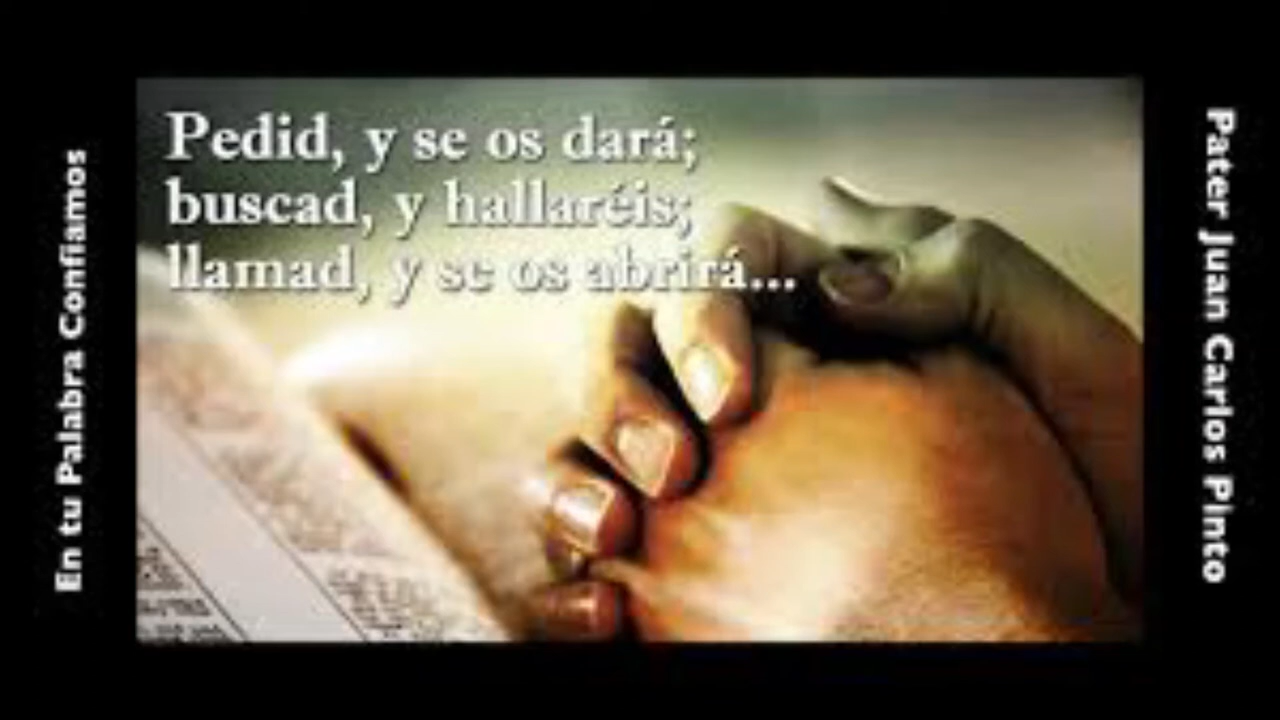 Pedid, y se os dará;
buscad, y hallaréis;
llamad, y se os abrirá...
En tu Palabra Confiamos
Pater Juan Carlos Pinto